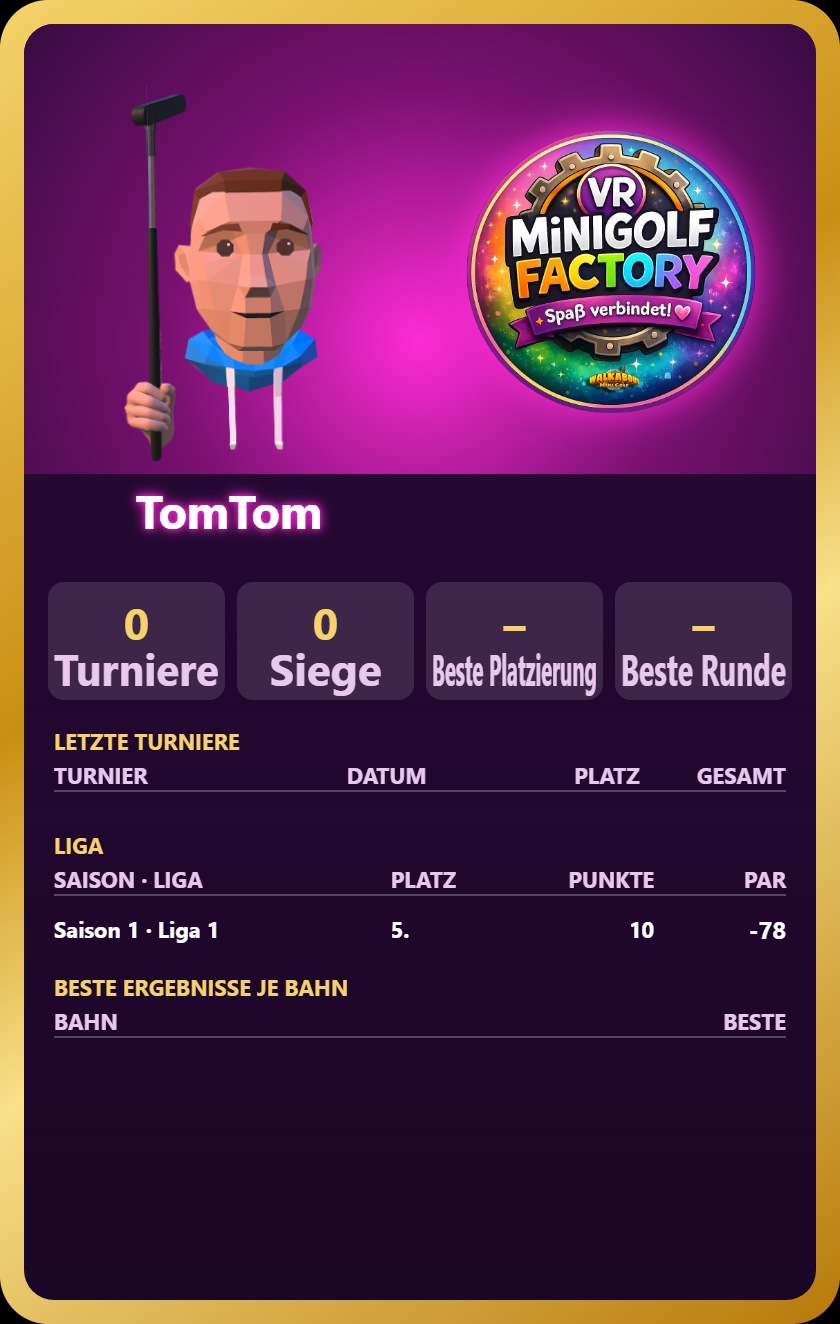 VR
MiNIGOLF
FACTORY
Spaß verbindet!
WALKABOUT
MINI GOLF
TomTom
0 0 – –
Turniere Siege Beste Platzierung Beste Runde
LETZTE TURNIERE
TURNIER DATUM PLATZ GESAMT
LIGA
SAISON · LIGA PLATZ PUNKTE PAR
Saison 1 · Liga 1 5. 10 -78
BESTE ERGEBNISSE JE BAHN
BAHN BESTE